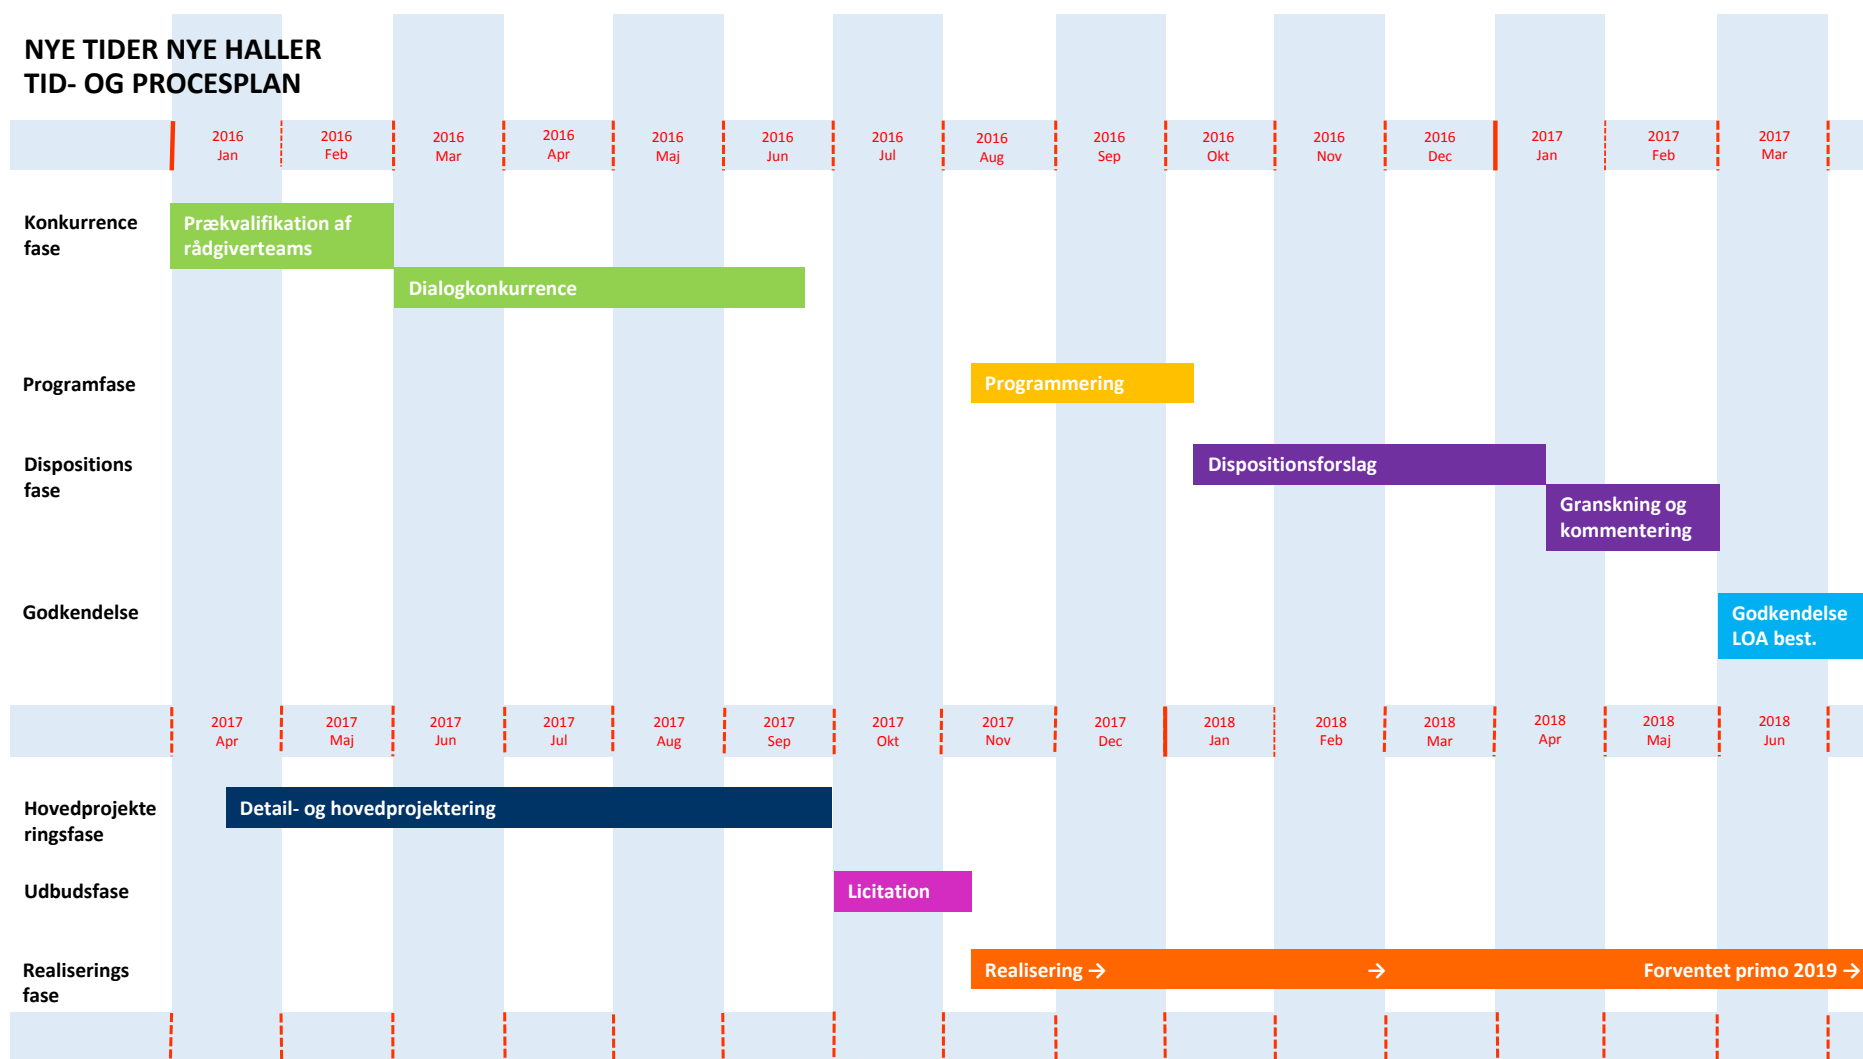 NYE TIDER NYE HALLER
TID- OG PROCESPLAN
2016 2016 2016 2016 2016 2016 2016 2016 2016 2016 2016 2016 2017 2017 2017
Jan Feb Mar Apr Maj Jun Jul Aug Sep Okt Nov Dec Jan Feb Mar
Konkurrence
fase
Prækvalifikation af
rådgiverteams
Dialogkonkurrence
Programfase
Programmering
Dispositions
fase
Dispositionsforslag
Granskning og
kommentering
Godkendelse
Godkendelse
LOA best.
2017 2017 2017 2017 2017 2017 2017 2017 2017 2018 2018 2018 2018 2018 2018
Apr Maj Jun Jul Aug Sep Okt Nov Dec Jan Feb Mar Apr Maj Jun
Hovedprojekte
ringsfase
Detail- og hovedprojektering
Udbudsfase
Licitation
Realiserings
fase
Realisering → → Forventet primo 2019 →